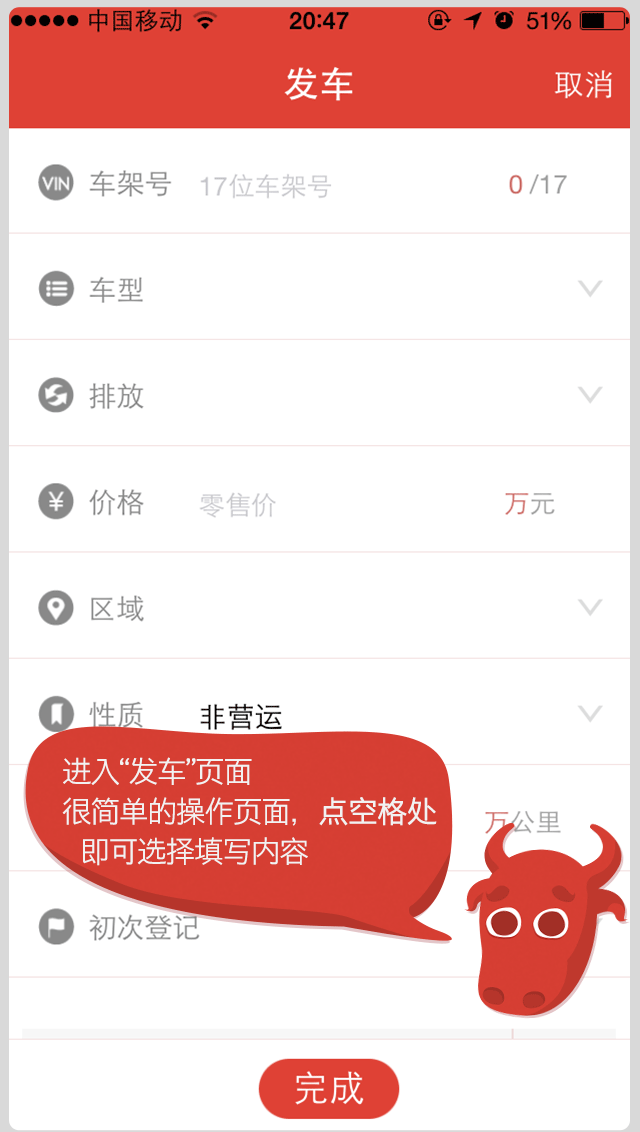 中国移动 20:47 51%
发车 取消
VIN 车架号 17位车架号 0 /17
车型
排放
¥ 价格 零售价 万元
区域
性质 非营运
进入“发车”页面
很简单的操作页面，点空格处
即可选择填写内容
万公里
初次登记
完成